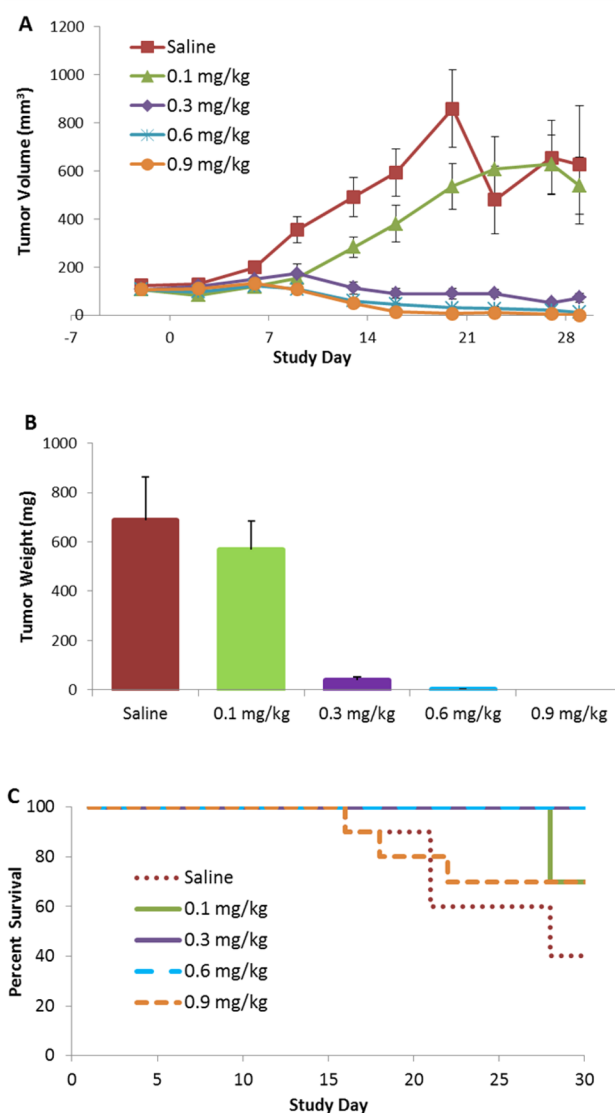 A
Tumor Volume (mm³)
1200
1000
800
600
400
200
0
Saline
0.1 mg/kg
0.3 mg/kg
0.6 mg/kg
0.9 mg/kg
-7 0 7 14 21 28
Study Day
B
Tumor Weight (mg)
1000
800
600
400
200
0
Saline 0.1 mg/kg 0.3 mg/kg 0.6 mg/kg 0.9 mg/kg
C
Percent Survival
100
80
60
40
20
0
Saline
0.1 mg/kg
0.3 mg/kg
0.6 mg/kg
0.9 mg/kg
0 5 10 15 20 25 30
Study Day